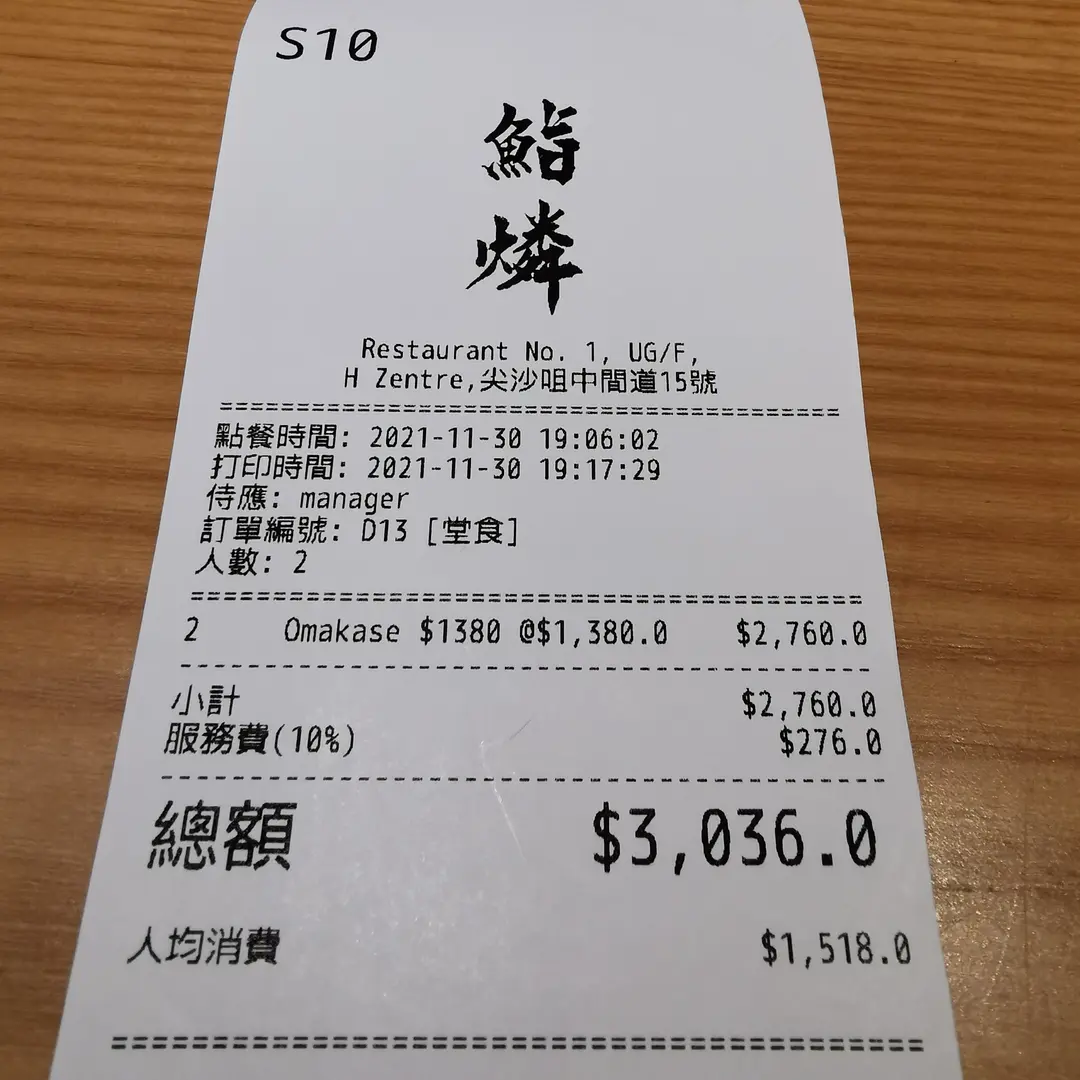 S10
鮨
燐
Restaurant No. 1, UG/F,
H Zentre,尖沙咀中間道15號
點餐時間: 2021-11-30 19:06:02
打印時間: 2021-11-30 19:17:29
侍應: manager
訂單編號: D13 [堂食]
人數: 2
2 Omakase $1380 @$1,380.0 $2,760.0
小計 $2,760.0
服務費(10%) $276.0
總額 $3,036.0
人均消費 $1,518.0